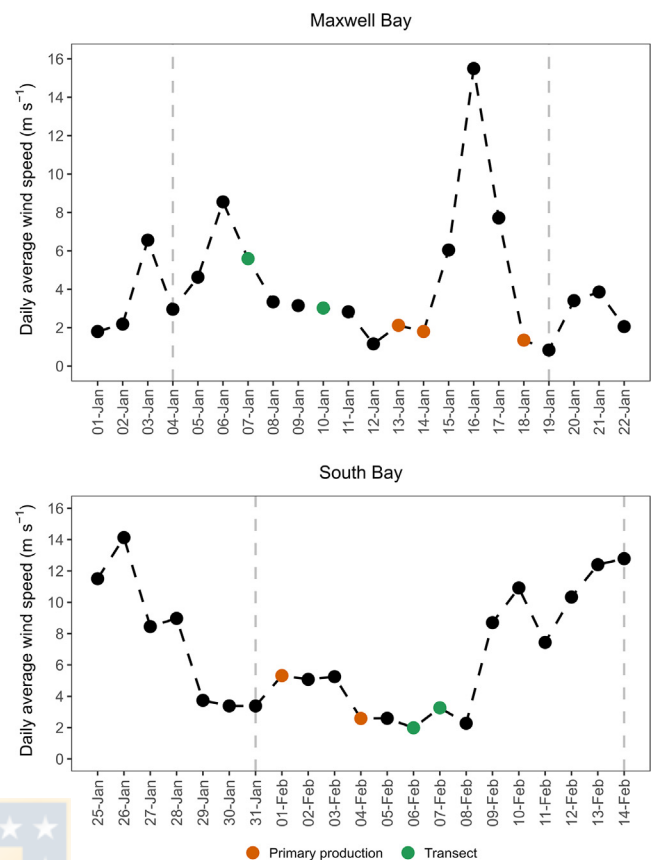 Maxwell Bay
Daily average wind speed (m s⁻¹)
16
14
12
10
8
6
4
2
0
01-Jan
02-Jan
03-Jan
04-Jan
05-Jan
06-Jan
07-Jan
08-Jan
09-Jan
10-Jan
11-Jan
12-Jan
13-Jan
14-Jan
15-Jan
16-Jan
17-Jan
18-Jan
19-Jan
20-Jan
21-Jan
22-Jan
South Bay
Daily average wind speed (m s⁻¹)
16
14
12
10
8
6
4
2
0
25-Jan
26-Jan
27-Jan
28-Jan
29-Jan
30-Jan
31-Jan
01-Feb
02-Feb
03-Feb
04-Feb
05-Feb
06-Feb
07-Feb
08-Feb
09-Feb
10-Feb
11-Feb
12-Feb
13-Feb
14-Feb
Primary production
Transect